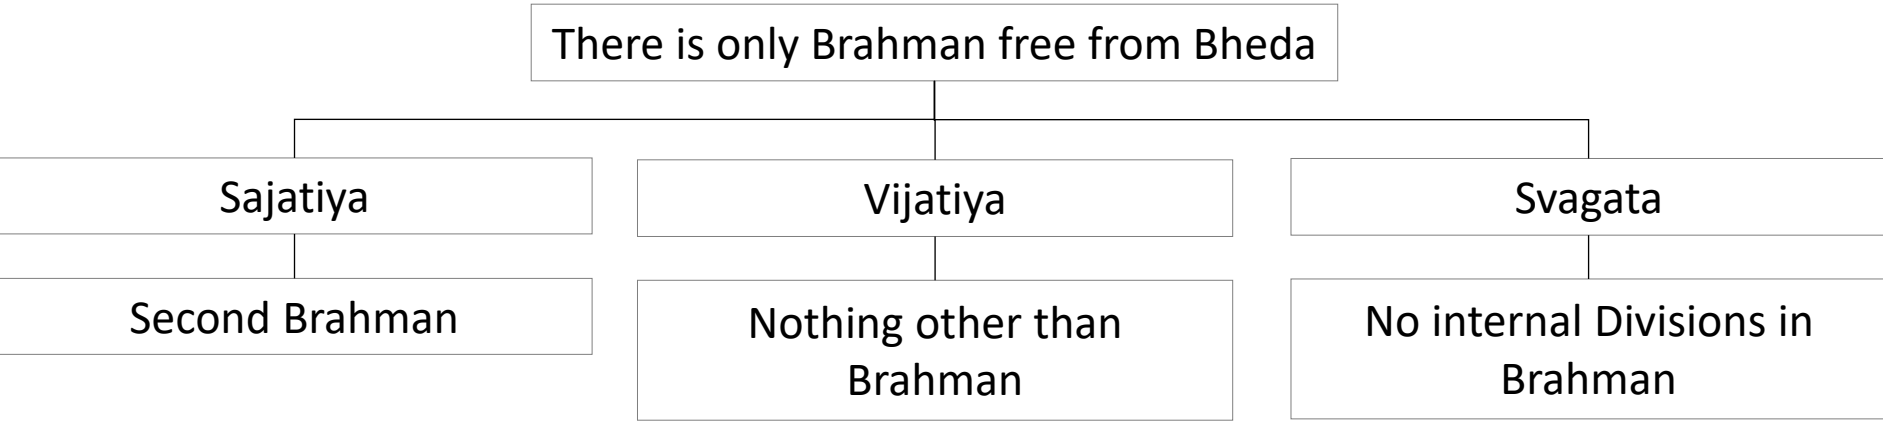 There is only Brahman free from Bheda
Sajatiya
Vijatiya
Svagata
Second Brahman
Nothing other than
Brahman
No internal Divisions in
Brahman